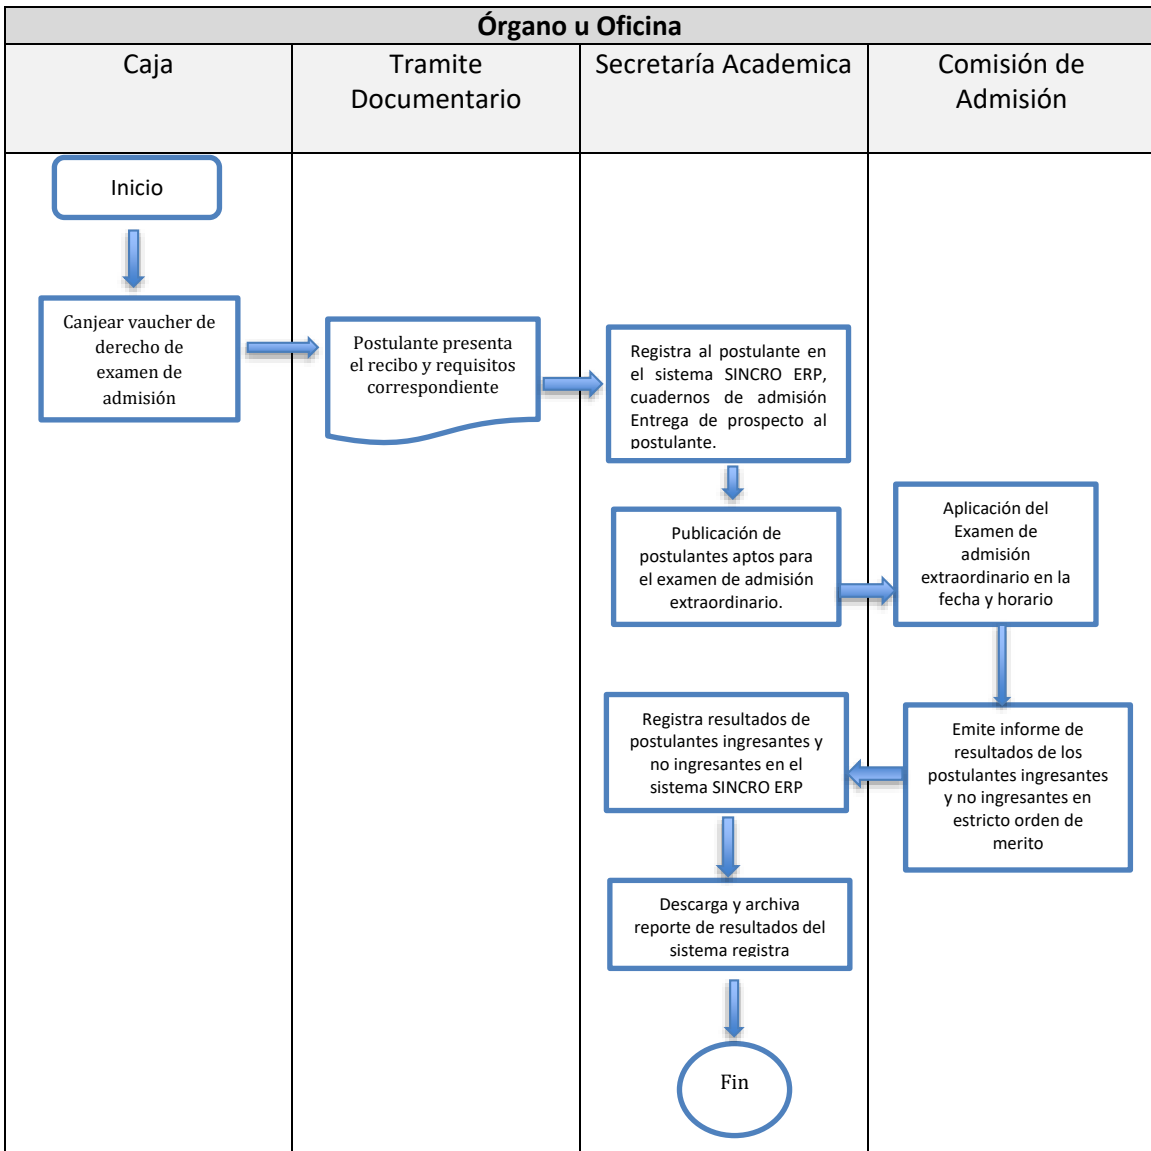 Órgano u Oficina
Caja
Tramite
Documentario
Secretaría Academica
Comisión de
Admisión
Inicio
Canjear vaucher de
derecho de
examen de
admisión
Postulante presenta
el recibo y requisitos
correspondiente
Registra al postulante en
el sistema SINCRO ERP,
cuadernos de admisión
Entrega de prospecto al
postulante.
Publicación de
postulantes aptos para
el examen de admisión
extraordinario.
Aplicación del
Examen de
admisión
extraordinario en la
fecha y horario
Emite informe de
resultados de los
postulantes ingresantes
y no ingresantes en
estricto orden de
merito
Registra resultados de
postulantes ingresantes y
no ingresantes en el
sistema SINCRO ERP
Descarga y archiva
reporte de resultados del
sistema registra
Fin